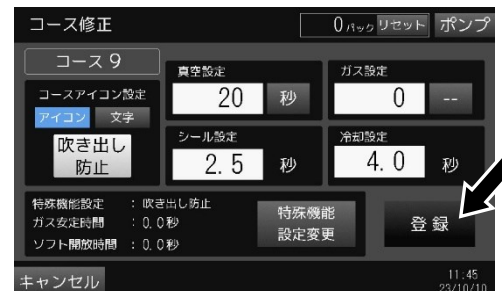 コース修正
0パック リセット ポンプ
コース 9
コースアイコン設定
アイコン 文字
吹き出し
防止
真空設定
20 秒
ガス設定
0 --
シール設定
2.5 秒
冷却設定
4.0 秒
特殊機能設定 : 吹き出し防止
ガス安定時間 : 0.0秒
ソフト開放時間 : 0.0秒
特殊機能
設定変更
登録
キャンセル
11:45
23/10/10